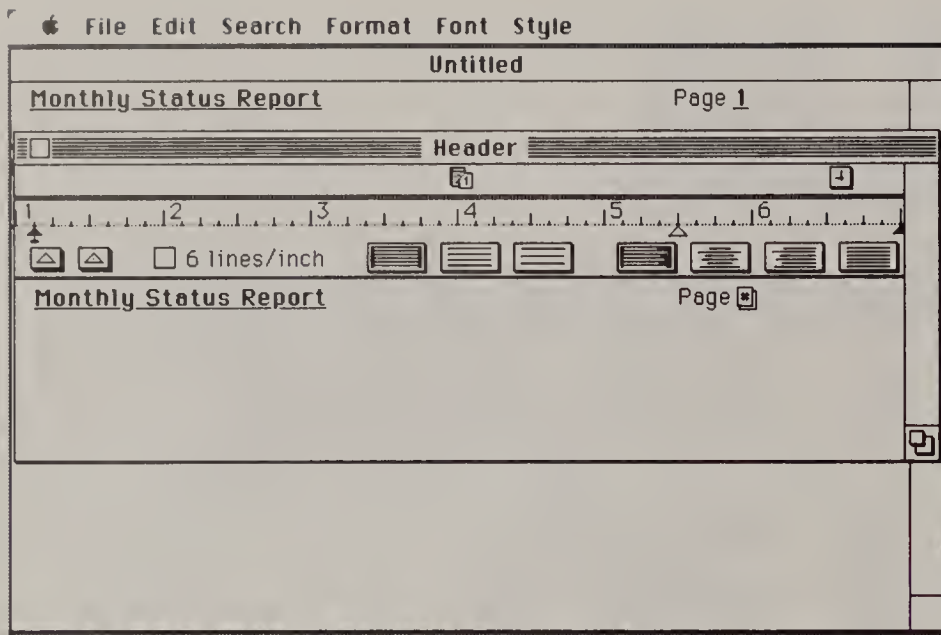 File Edit Search Format Font Style
Untitled
Monthly Status Report Page 1
Header
1 2 3 4 5 6
6 lines/inch
Monthly Status Report Page